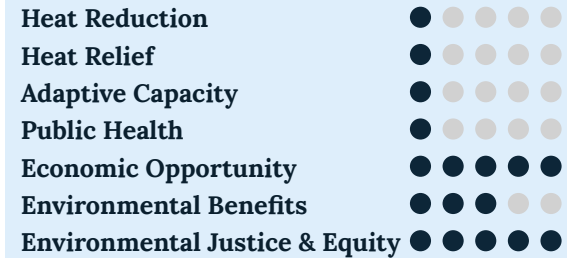 Heat Reduction
Heat Relief
Adaptive Capacity
Public Health
Economic Opportunity
Environmental Benefits
Environmental Justice & Equity